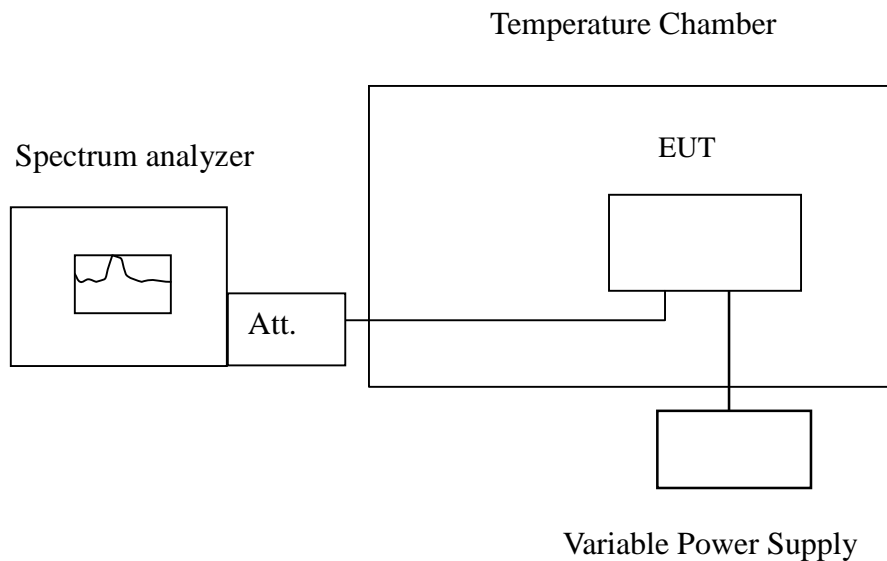 Temperature Chamber
EUT
Spectrum analyzer
Att.
Variable Power Supply